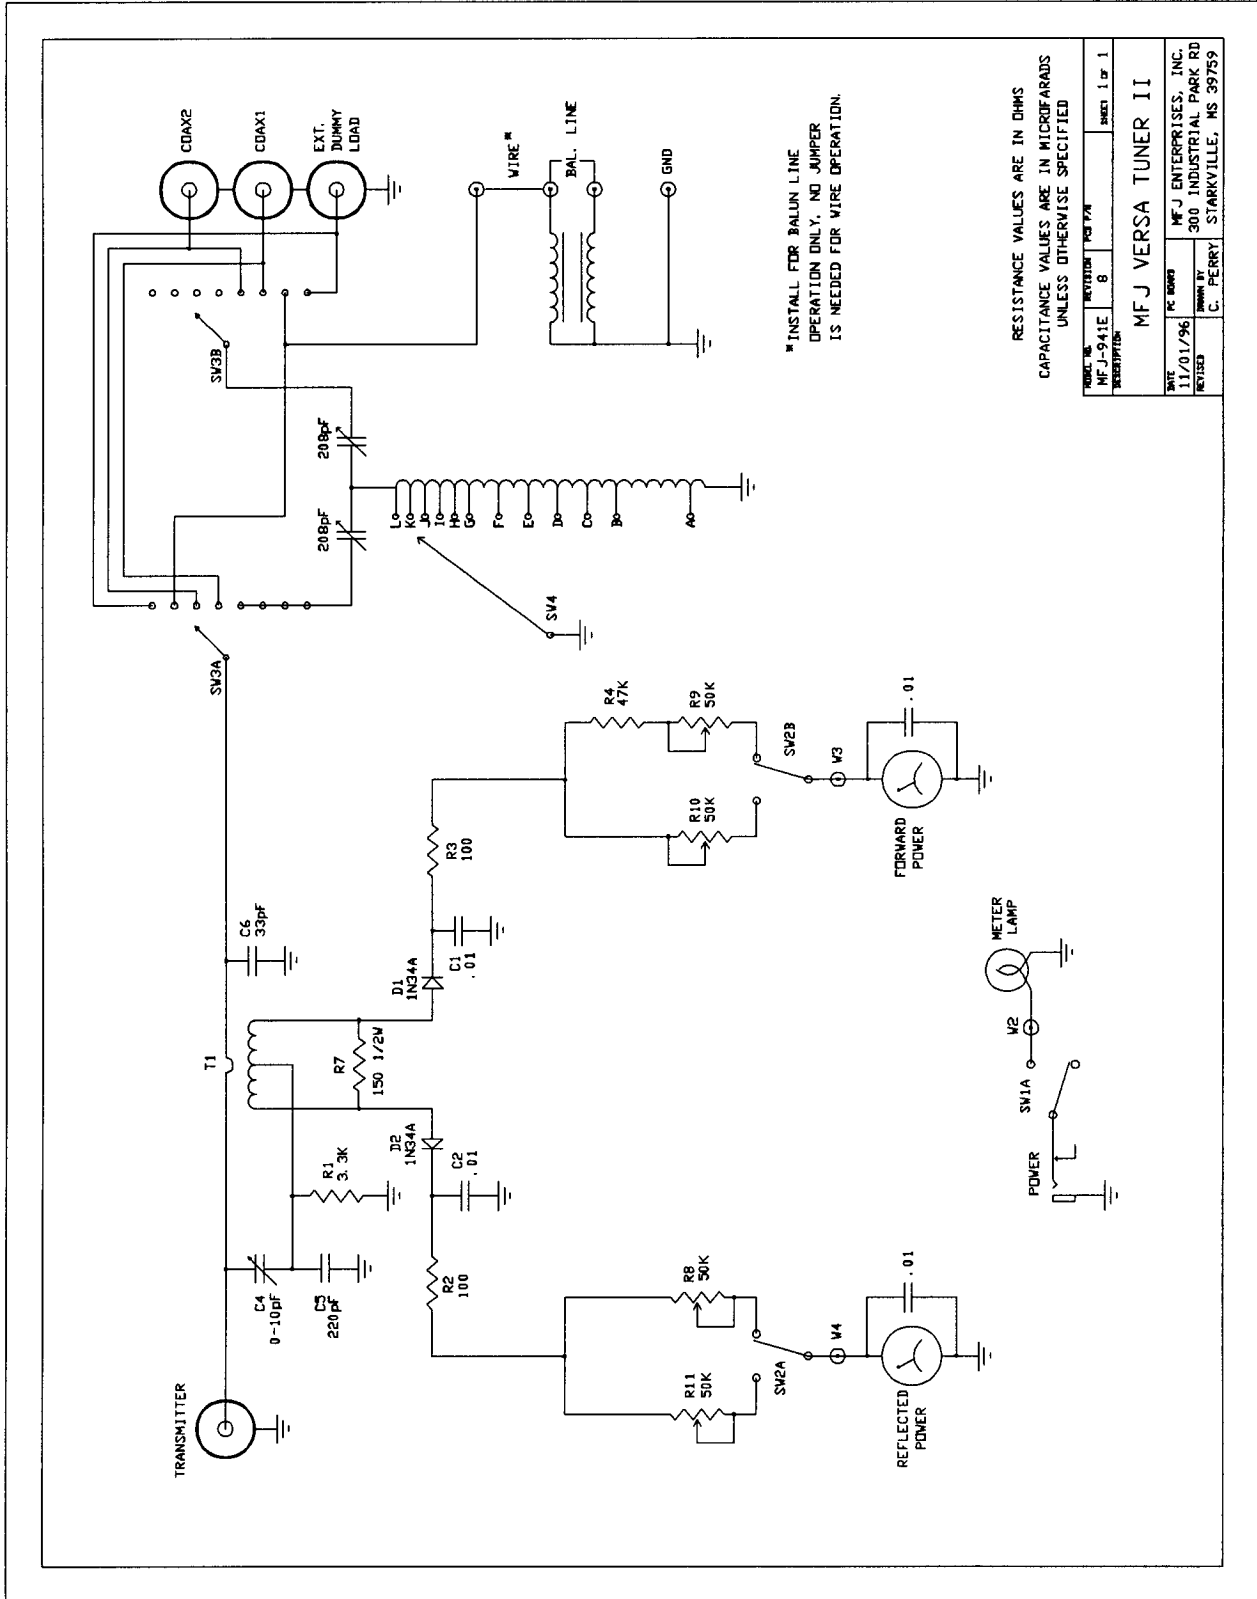 TRANSMITTER
C4
0-10pF
C5
220pF
R1
3.3K
T1
C6
33pF
R7
150 1/2W
D2
1N34A
D1
1N34A
C2
.01
C1
.01
R2
100
R3
100
R11
50K
R8
50K
SW2A
W4
REFLECTED
POWER
.01
R10
50K
R4
47K
R9
50K
SW2B
W3
FORWARD
POWER
.01
POWER
SW1A
W2
METER
LAMP
SW3A
SW3B
208pF
208pF
L
K
J
I
H
G
F
E
D
C
B
A
SW4
COAX2
COAX1
EXT.
DUMMY
LOAD
WIRE*
BAL. LINE
GND
*INSTALL FOR BALUN LINE
OPERATION ONLY. NO JUMPER
IS NEEDED FOR WIRE OPERATION.
RESISTANCE VALUES ARE IN OHMS
CAPACITANCE VALUES ARE IN MICROFARADS
UNLESS OTHERWISE SPECIFIED
MODEL NO.
MFJ-941E
REVISION
8
PCB P/N
SHEET 1 OF 1
DESCRIPTION
MFJ VERSA TUNER II
DATE
11/01/96
PC BOARD
MFJ ENTERPRISES, INC.
300 INDUSTRIAL PARK RD
STARKVILLE, MS 39759
REVISED
DRAWN BY
C. PERRY